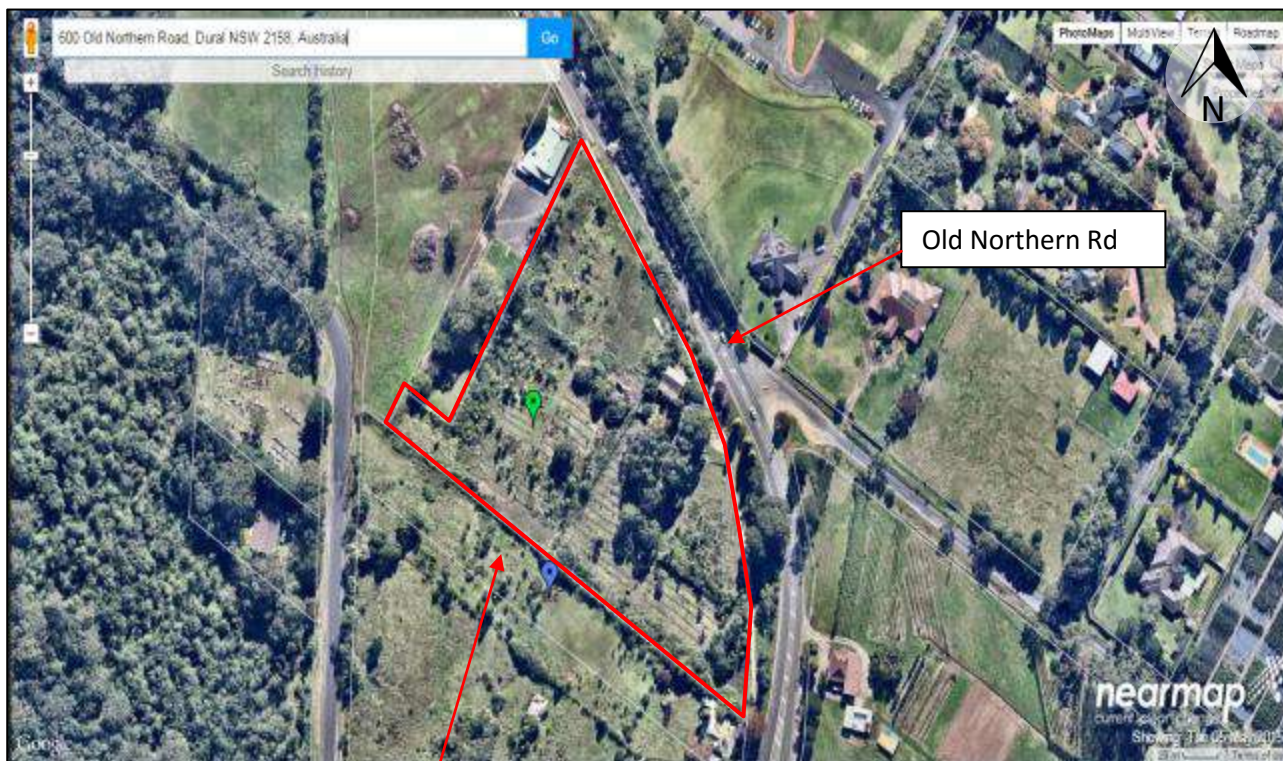 600 Old Northern Road, Dural NSW 2158, Australia
Go
PhotoMaps
MultiView
Roadmap
Search History
Maps
N
Old Northern Rd
nearmap
Google